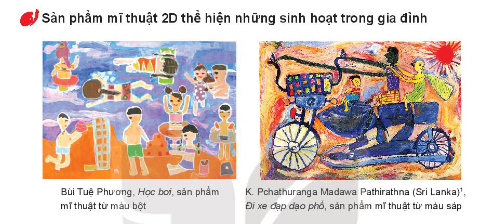 Sản phẩm mĩ thuật 2D thể hiện những sinh hoạt trong gia đình
Bùi Tuệ Phương, Học bơi, sản phẩm
mĩ thuật từ màu bột
K. Pchathuranga Madawa Pathirathna (Sri Lanka)¹,
Đi xe đạp dạo phố, sản phẩm mĩ thuật từ màu sáp